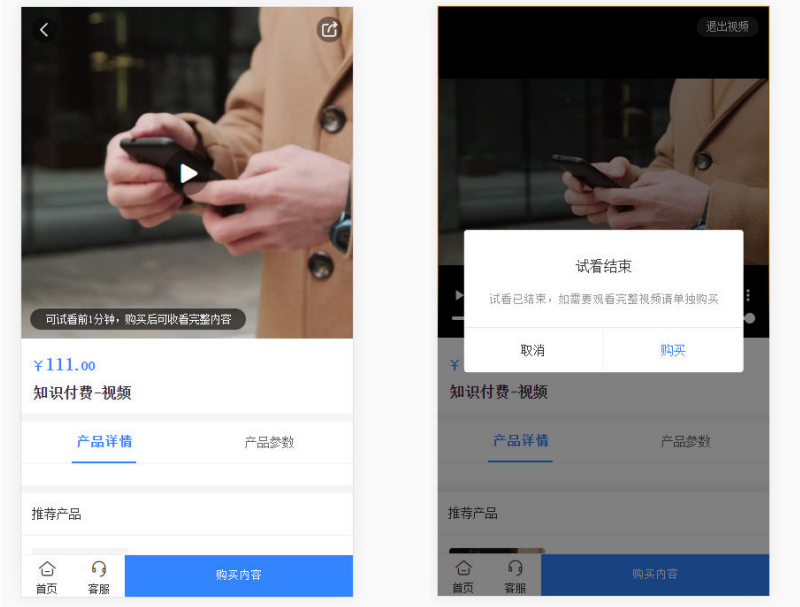 可试看前1分钟，购买后可收看完整内容
¥111.00
知识付费-视频
产品详情
产品参数
推荐产品
首页
客服
购买内容
退出视频
试看结束
试看已结束，如需要观看完整视频请单独购买
取消
购买
¥
知识付费-视频
产品详情
产品参数
推荐产品
首页
客服
购买内容